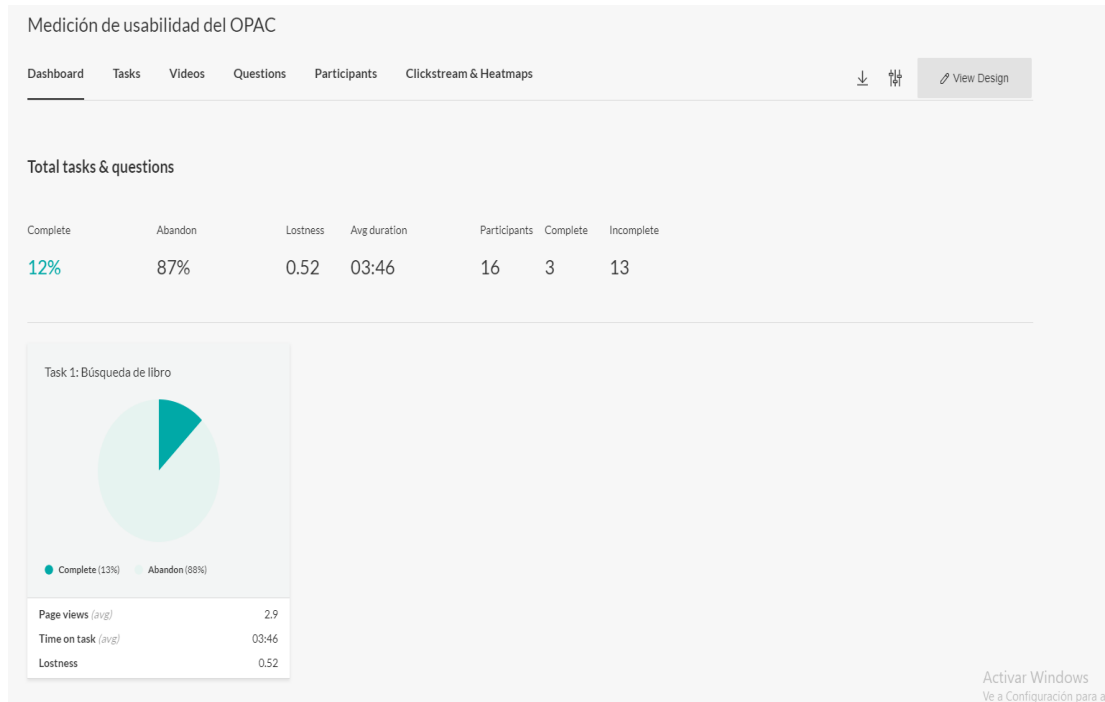 Medición de usabilidad del OPAC
Dashboard Tasks Videos Questions Participants Clickstream & Heatmaps View Design
Total tasks & questions
Complete Abandon Lostness Avg duration Participants Complete Incomplete
12% 87% 0.52 03:46 16 3 13
Task 1: Búsqueda de libro
Complete (13%) Abandon (88%)
Page views (avg) 2.9
Time on task (avg) 03:46
Lostness 0.52
Activar Windows
Ve a Configuración para a